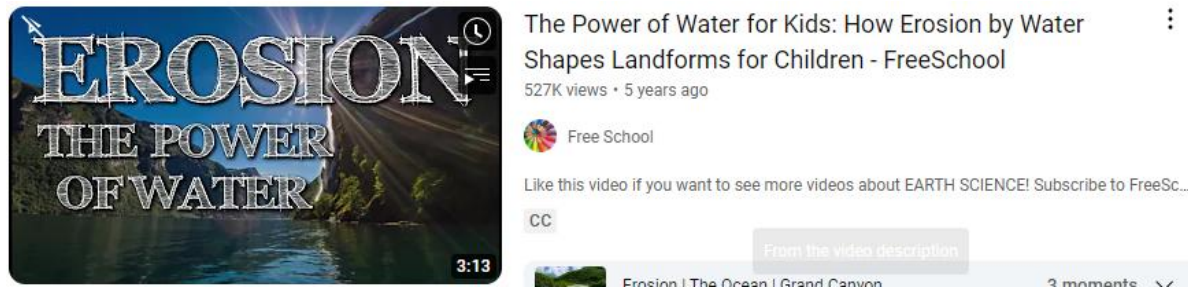 EROSION
THE POWER
OF WATER
3:13
The Power of Water for Kids: How Erosion by Water
Shapes Landforms for Children - FreeSchool
527K views • 5 years ago
Free School
Like this video if you want to see more videos about EARTH SCIENCE! Subscribe to FreeSc...
CC
From the video description
Erosion | The Ocean | Grand Canyon
3 moments